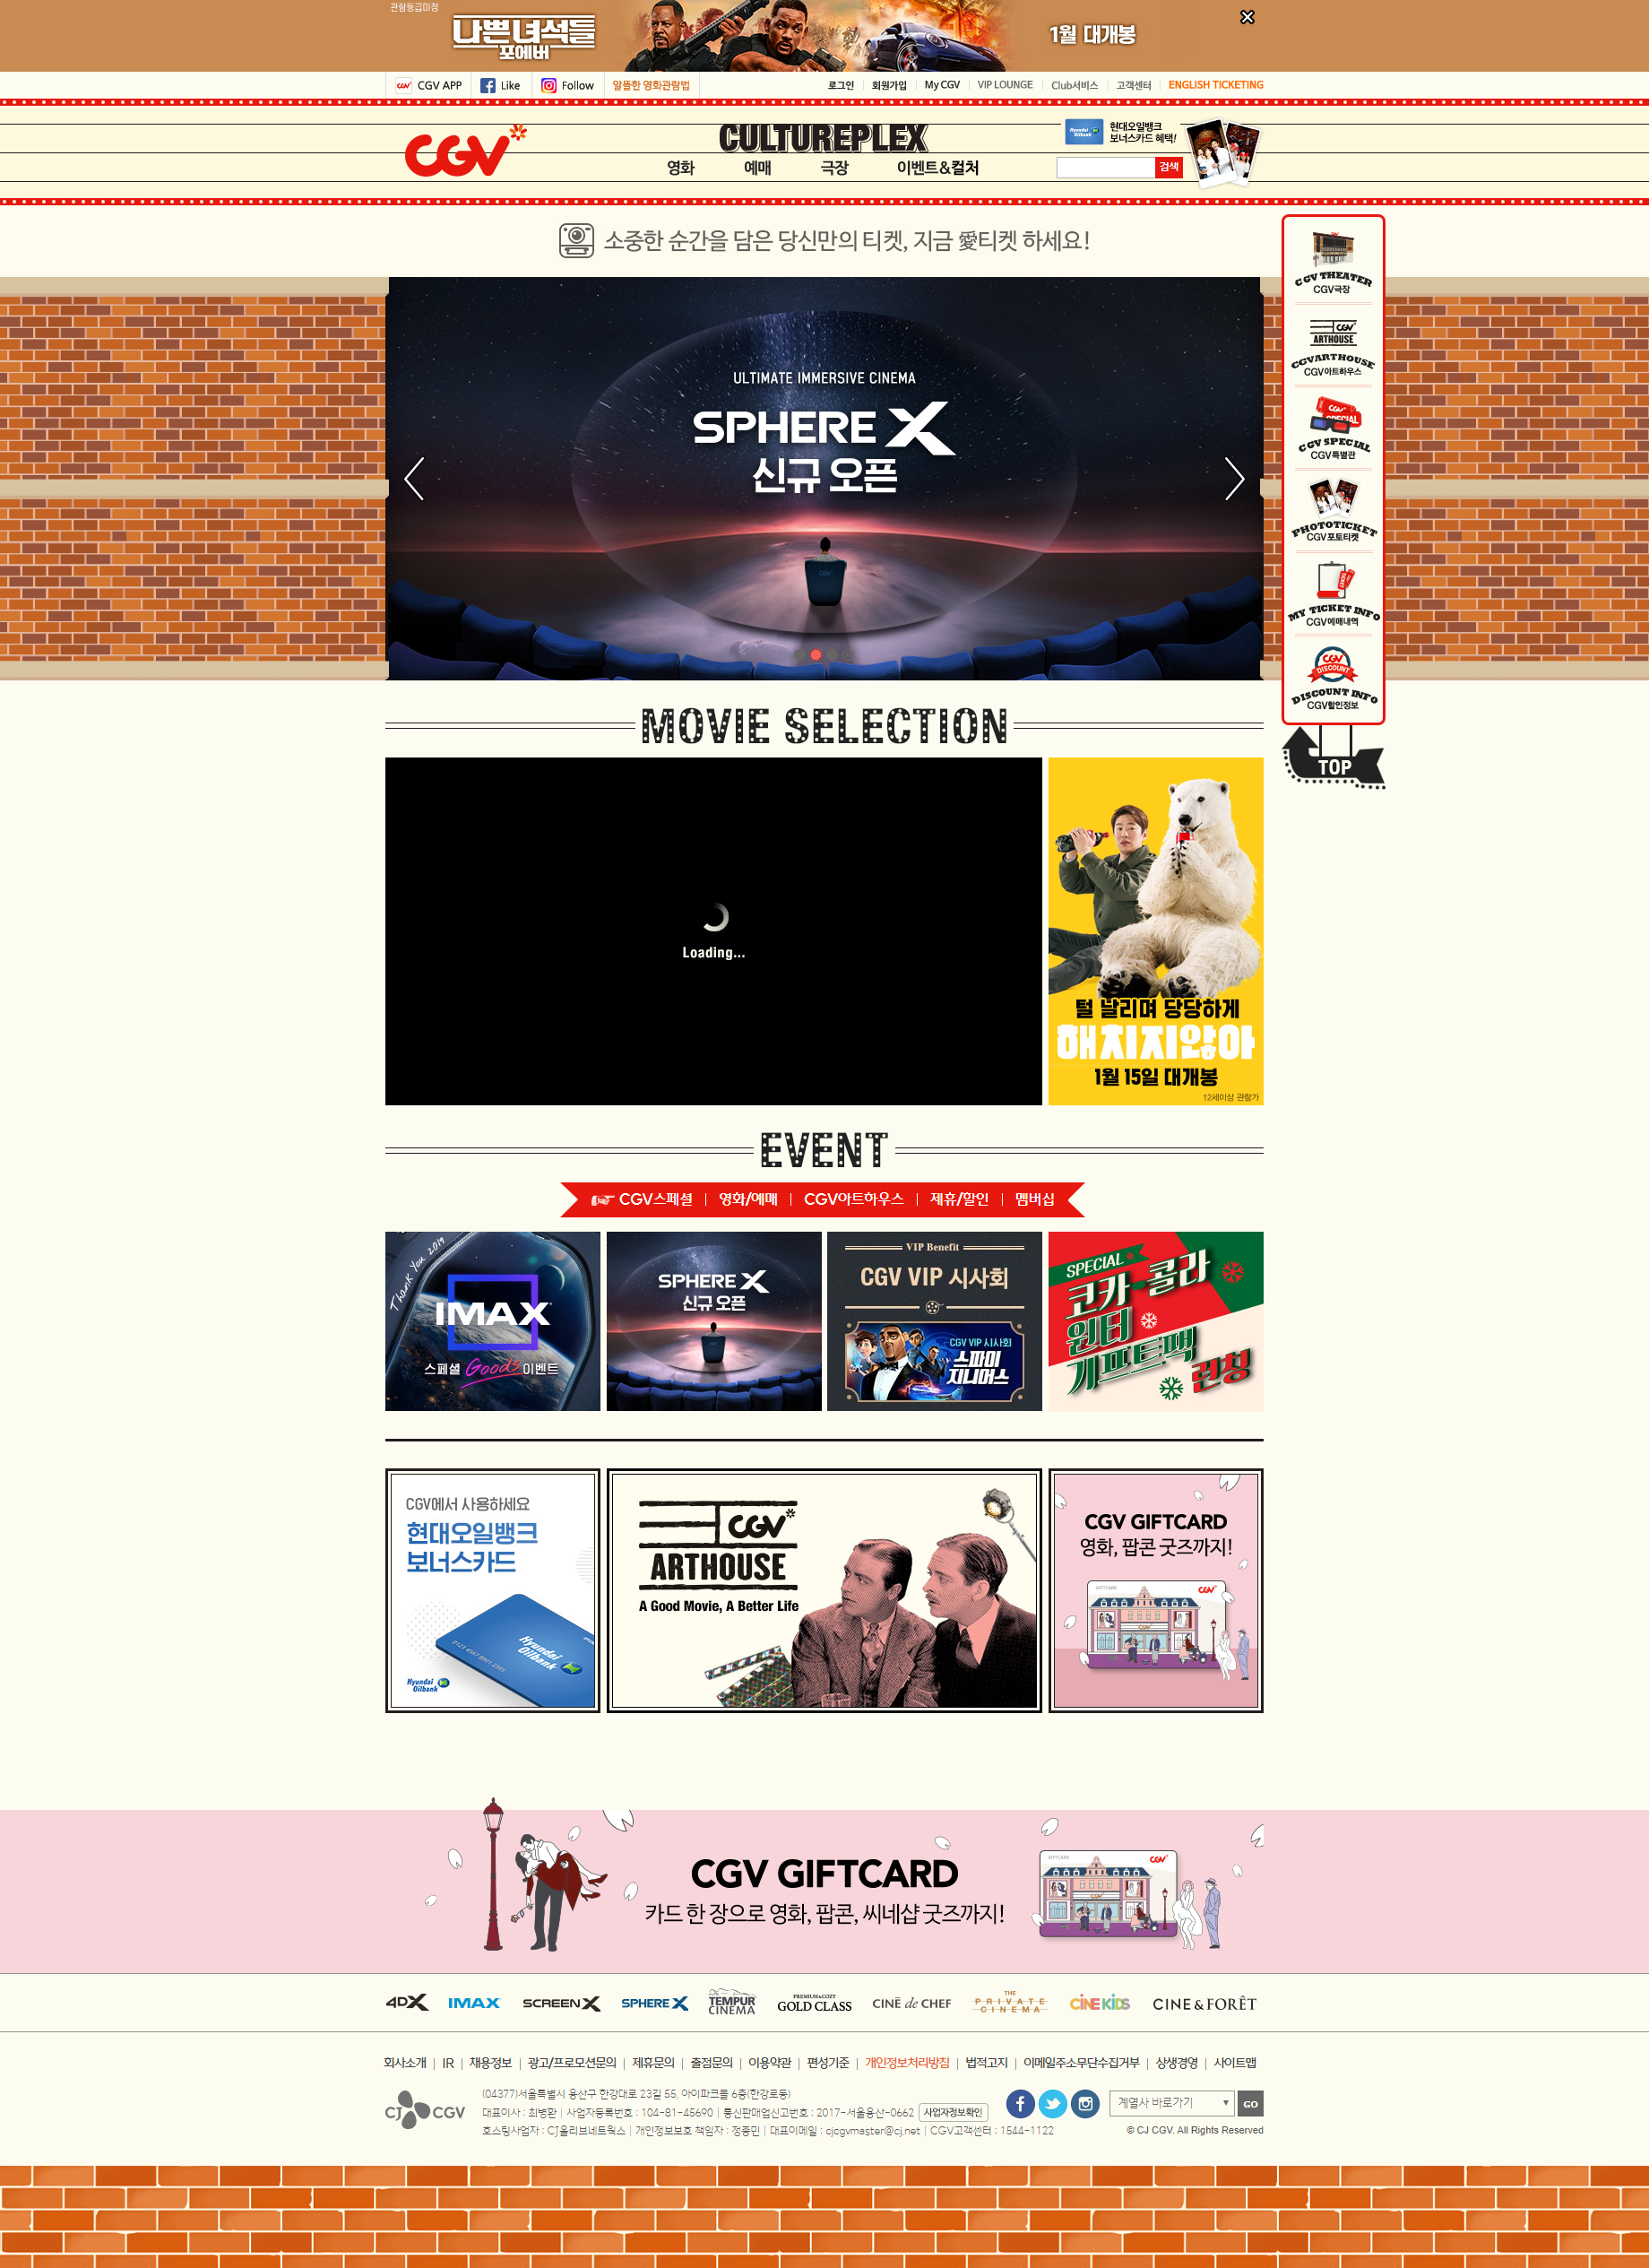 관람등급미정
나쁜녀석들
포에버
1월 대개봉
CGV APP
Like
Follow
알뜰한 영화관람법
로그인
회원가입
My CGV
VIP LOUNGE
Club서비스
고객센터
ENGLISH TICKETING
CGV
CULTUREPLEX
영화
예매
극장
이벤트&컬처
현대오일뱅크
보너스카드 혜택!
검색
소중한 순간을 담은 당신만의 티켓, 지금 愛티켓 하세요!
CGV THEATER
CGV극장
CGV
ARTHOUSE
CGVARTHOUSE
CGV아트하우스
CGV SPECIAL
CGV특별관
PHOTOTICKET
CGV포토티켓
MY TICKET INFO
CGV예매내역
CGV
DISCOUNT
DISCOUNT INFO
CGV할인정보
TOP
ULTIMATE IMMERSIVE CINEMA
SPHERE X
신규 오픈
MOVIE SELECTION
Loading...
털 날리며 당당하게
해치지않아
1월 15일 대개봉
12세이상 관람가
EVENT
CGV스페셜
영화/예매
CGV아트하우스
제휴/할인
멤버십
Thank You 2019
IMAX
스페셜 Goods 이벤트
SPHERE X
신규 오픈
VIP Benefit
CGV VIP 시사회
CGV VIP 시사회
스파이
지니어스
SPECIAL
코카-콜라
윈터
기프트팩
런칭
CGV에서 사용하세요
현대오일뱅크
보너스카드
0123 4567 8901 2345
Hyundai
Oilbank
Hyundai
Oilbank
CGV
ARTHOUSE
A Good Movie, A Better Life
CGV GIFTCARD
영화, 팝콘 굿즈까지!
GIFTCARD
CGV
CGV GIFTCARD
카드 한 장으로 영화, 팝콘, 씨네샵 굿즈까지!
GIFTCARD
CGV
4DX
IMAX
SCREENX
SPHERE X
TEMPUR
CINEMA
PREMIUM&COZY
GOLD CLASS
CINÉ de CHEF
THE
PRIVATE
CINEMA
CINE KIDS
CINE & FORÊT
회사소개 | IR | 채용정보 | 광고/프로모션문의 | 제휴문의 | 출점문의 | 이용약관 | 편성기준 | 개인정보처리방침 | 법적고지 | 이메일주소무단수집거부 | 상생경영 | 사이트맵
CJ CGV
(04377)서울특별시 용산구 한강대로 23길 55, 아이파크몰 6층(한강로동)
대표이사 : 최병환 | 사업자등록번호 : 104-81-45690 | 통신판매업신고번호 : 2017-서울용산-0662 사업자정보확인
호스팅사업자 : CJ올리브네트웍스 | 개인정보보호 책임자 : 정종민 | 대표이메일 : cjcgvmaster@cj.net | CGV고객센터 : 1544-1122
계열사 바로가기
GO
© CJ CGV. All Rights Reserved